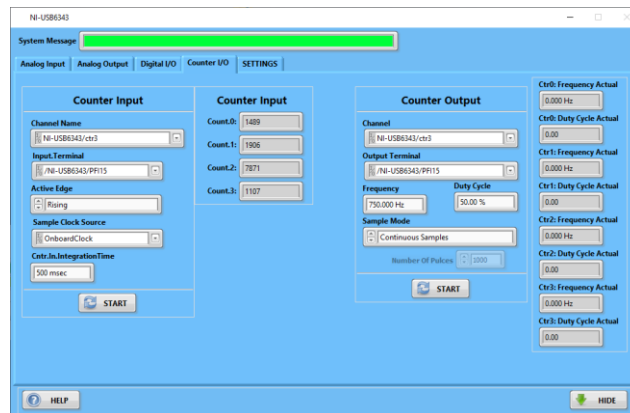 NI-USB6343
System Message
Analog Input Analog Output Digital I/O Counter I/O SETTINGS
Counter Input
Channel Name
NI-USB6343/ctr3
Input.Terminal
/NI-USB6343/PFI15
Active Edge
Rising
Sample Clock Source
OnboardClock
Cntr.In.IntegrationTime
500 msec
START
Counter Input
Count.0: 1489
Count.1: 1906
Count.2: 7871
Count.3: 1107
Counter Output
Channel
NI-USB6343/ctr3
Output Terminal
/NI-USB6343/PFI15
Frequency Duty Cycle
750.000 Hz 50.00 %
Sample Mode
Continuous Samples
Number Of Pulces 1000
START
Ctr0: Frequency Actual
0.000 Hz
Ctr0: Duty Cycle Actual
0.00
Ctr1: Frequency Actual
0.000 Hz
Ctr1: Duty Cycle Actual
0.00
Ctr2: Frequency Actual
0.000 Hz
Ctr2: Duty Cycle Actual
0.00
Ctr3: Frequency Actual
0.000 Hz
Ctr3: Duty Cycle Actual
0.00
HELP
HIDE